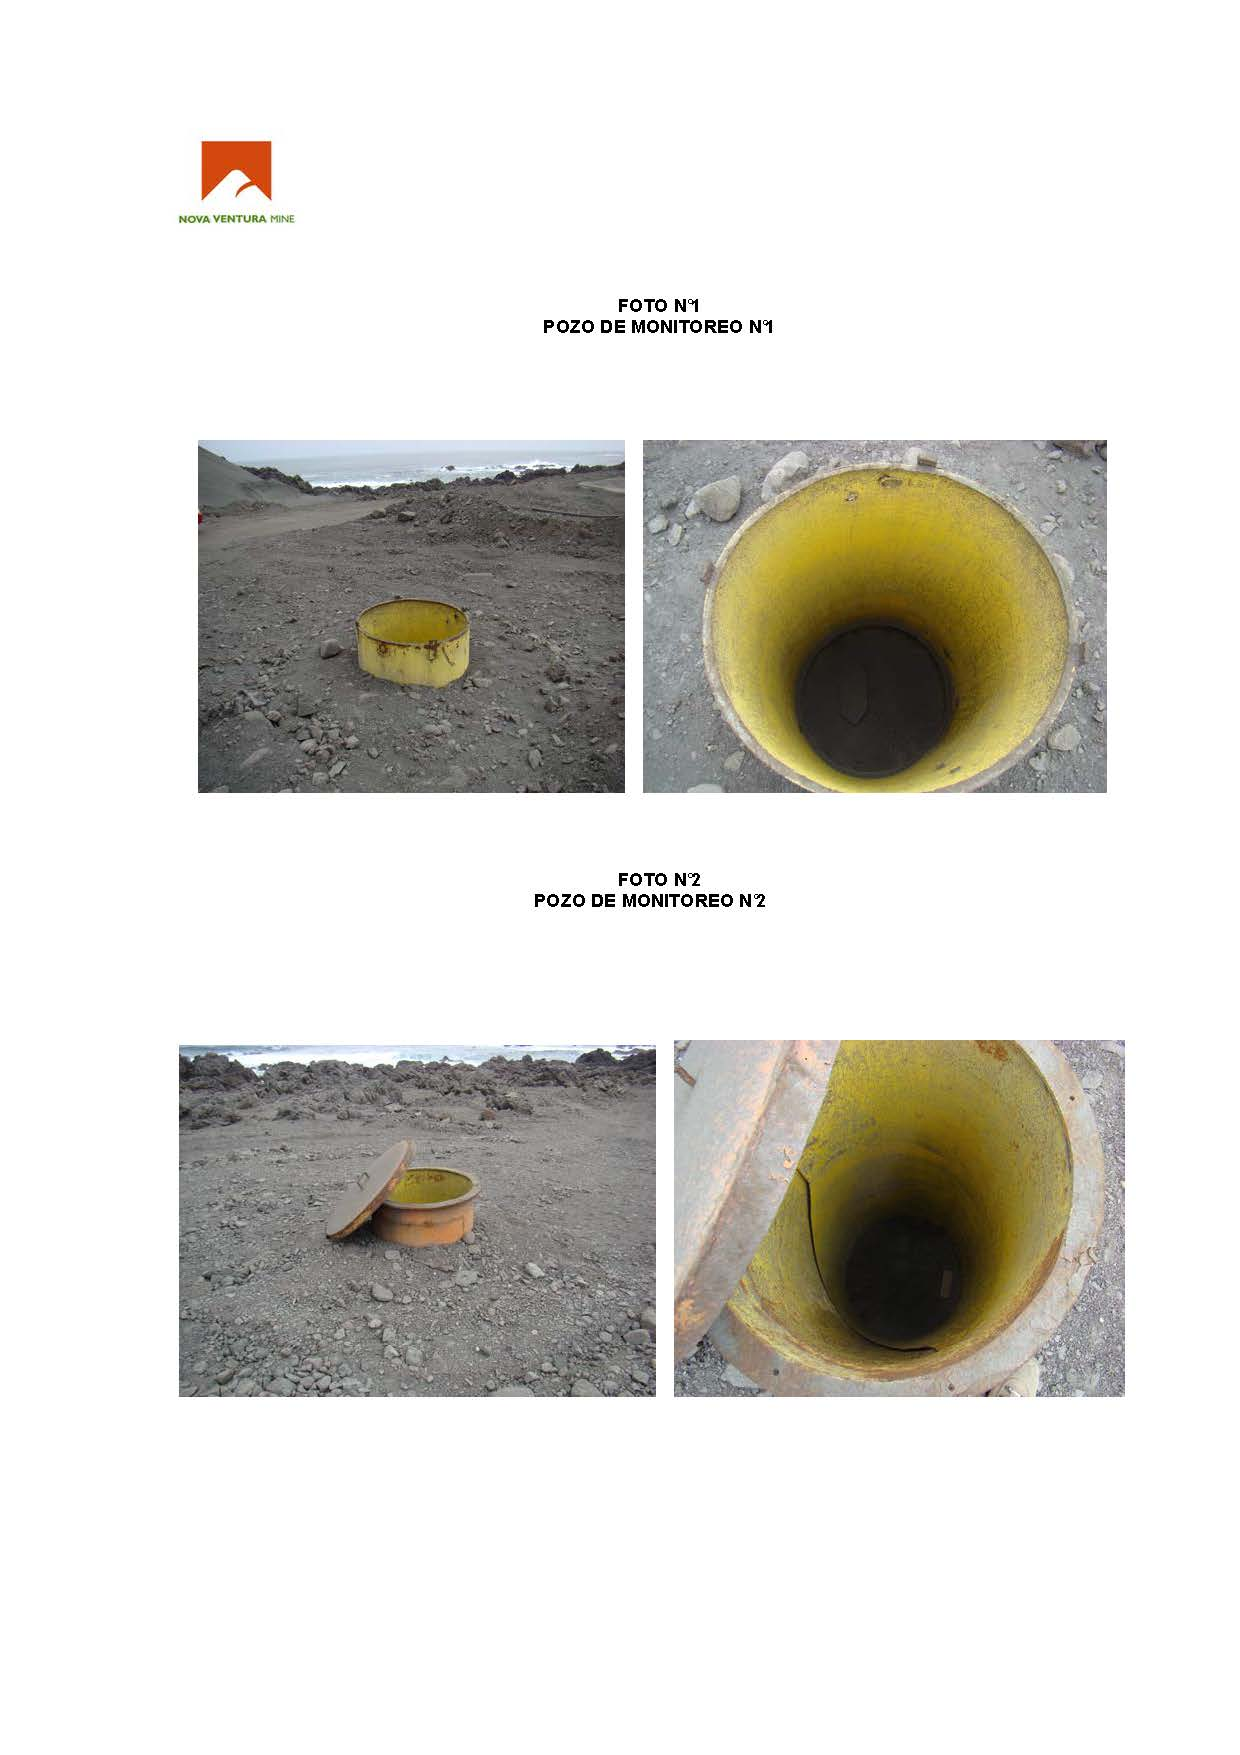 NOVA VENTURA MINE
FOTO N°1
POZO DE MONITOREO N°1
FOTO N°2
POZO DE MONITOREO N°2